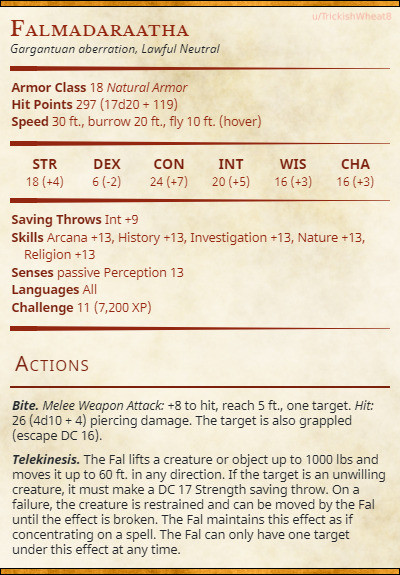 u/TrickishWheat8
Falmadaraatha
Gargantuan aberration, Lawful Neutral
Armor Class 18 Natural Armor
Hit Points 297 (17d20 + 119)
Speed 30 ft., burrow 20 ft., fly 10 ft. (hover)
STR DEX CON INT WIS CHA
18 (+4) 6 (-2) 24 (+7) 20 (+5) 16 (+3) 16 (+3)
Saving Throws Int +9
Skills Arcana +13, History +13, Investigation +13, Nature +13,
Religion +13
Senses passive Perception 13
Languages All
Challenge 11 (7,200 XP)
Actions
Bite. Melee Weapon Attack: +8 to hit, reach 5 ft., one target. Hit:
26 (4d10 + 4) piercing damage. The target is also grappled
(escape DC 16).
Telekinesis. The Fal lifts a creature or object up to 1000 lbs and
moves it up to 60 ft. in any direction. If the target is an unwilling
creature, it must make a DC 17 Strength saving throw. On a
failure, the creature is restrained and can be moved by the Fal
until the effect is broken. The Fal maintains this effect as if
concentrating on a spell. The Fal can only have one target
under this effect at any time.